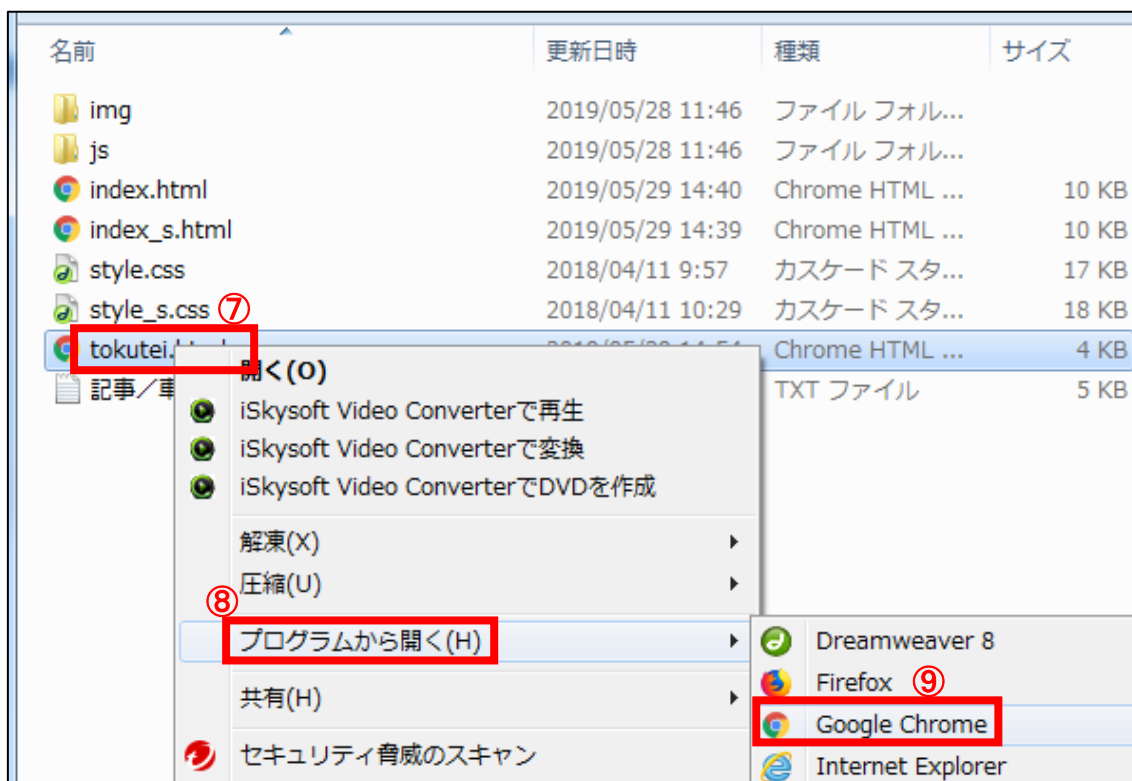 名前 更新日時 種類 サイズ
img 2019/05/28 11:46 ファイル フォル...
js 2019/05/28 11:46 ファイル フォル...
index.html 2019/05/29 14:40 Chrome HTML ... 10 KB
index_s.html 2019/05/29 14:39 Chrome HTML ... 10 KB
style.css 2018/04/11 9:57 カスケード スタ... 17 KB
style_s.css ⑦ 2018/04/11 10:29 カスケード スタ... 18 KB
tokutei. Chrome HTML ... 4 KB
記事／ TXT ファイル 5 KB
開く(O)
iSkysoft Video Converterで再生
iSkysoft Video Converterで変換
iSkysoft Video ConverterでDVDを作成
解凍(X)
圧縮(U)
⑧
プログラムから開く(H)
共有(H)
セキュリティ脅威のスキャン
Dreamweaver 8
Firefox ⑨
Google Chrome
Internet Explorer